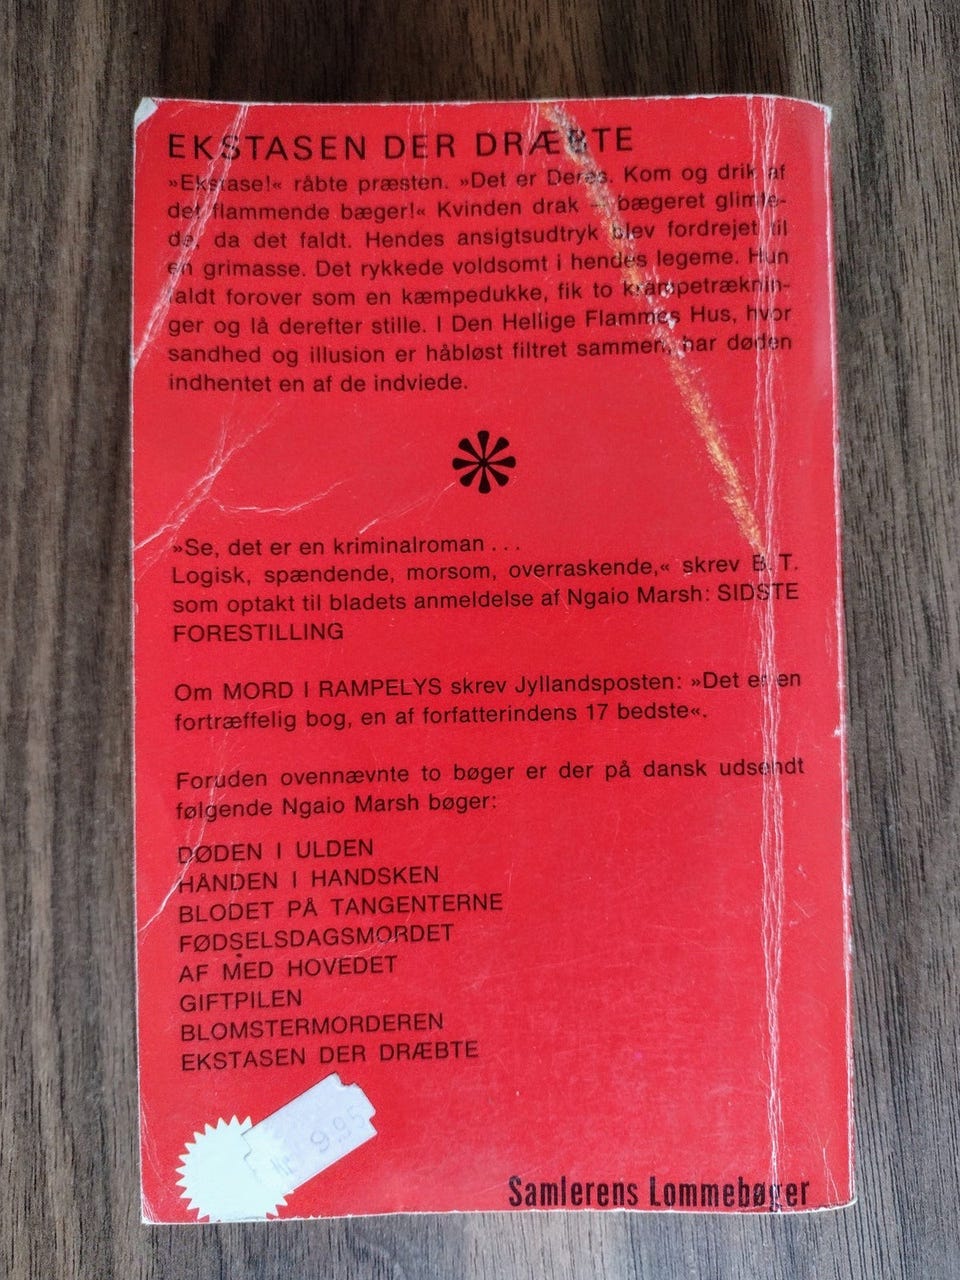 EKSTASEN DER DRÆBTE
»Ekstase!« råbte præsten. »Det er Deres. Kom og drik af
det flammende bæger!« Kvinden drak – bægeret glimte-
de, da det faldt. Hendes ansigtsudtryk blev fordrejet til
en grimasse. Det rykkede voldsomt i hendes legeme. Hun
faldt forover som en kæmpedukke, fik to krampetræknin-
ger og lå derefter stille. I Den Hellige Flammes Hus, hvor
sandhed og illusion er håbløst filtret sammen, har døden
indhentet en af de indviede.
»Se, det er en kriminalroman . . .
Logisk, spændende, morsom, overraskende,« skrev B. T.
som optakt til bladets anmeldelse af Ngaio Marsh: SIDSTE
FORESTILLING
Om MORD I RAMPELYS skrev Jyllandsposten: »Det er en
fortræffelig bog, en af forfatterindens 17 bedste«.
Foruden ovennævnte to bøger er der på dansk udsendt
følgende Ngaio Marsh bøger:
DØDEN I ULDEN
HÅNDEN I HANDSKEN
BLODET PÅ TANGENTERNE
FØDSELSDAGSMORDET
AF MED HOVEDET
GIFTPILEN
BLOMSTERMORDEREN
EKSTASEN DER DRÆBTE
9.95
Samlerens Lommebøger